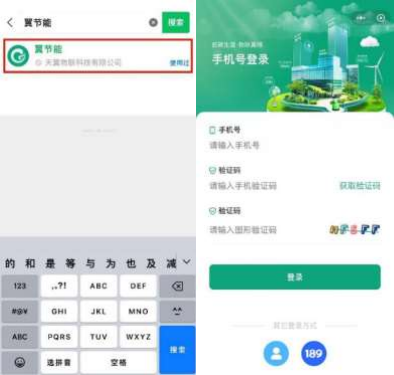 翼节能
搜索
翼节能
天翼物联科技有限公司
使用过
的 和 是 等 与 为 也 及 减
123
,.?!
ABC
DEF
#@¥
GHI
JKL
MNO
^^
ABC
PQRS
TUV
WXYZ
搜索
选拼音
空格
手机号登录
手机号
请输入手机号
验证码
请输入手机验证码
获取验证码
验证码
请输入图形验证码
登录
其它登录方式
189